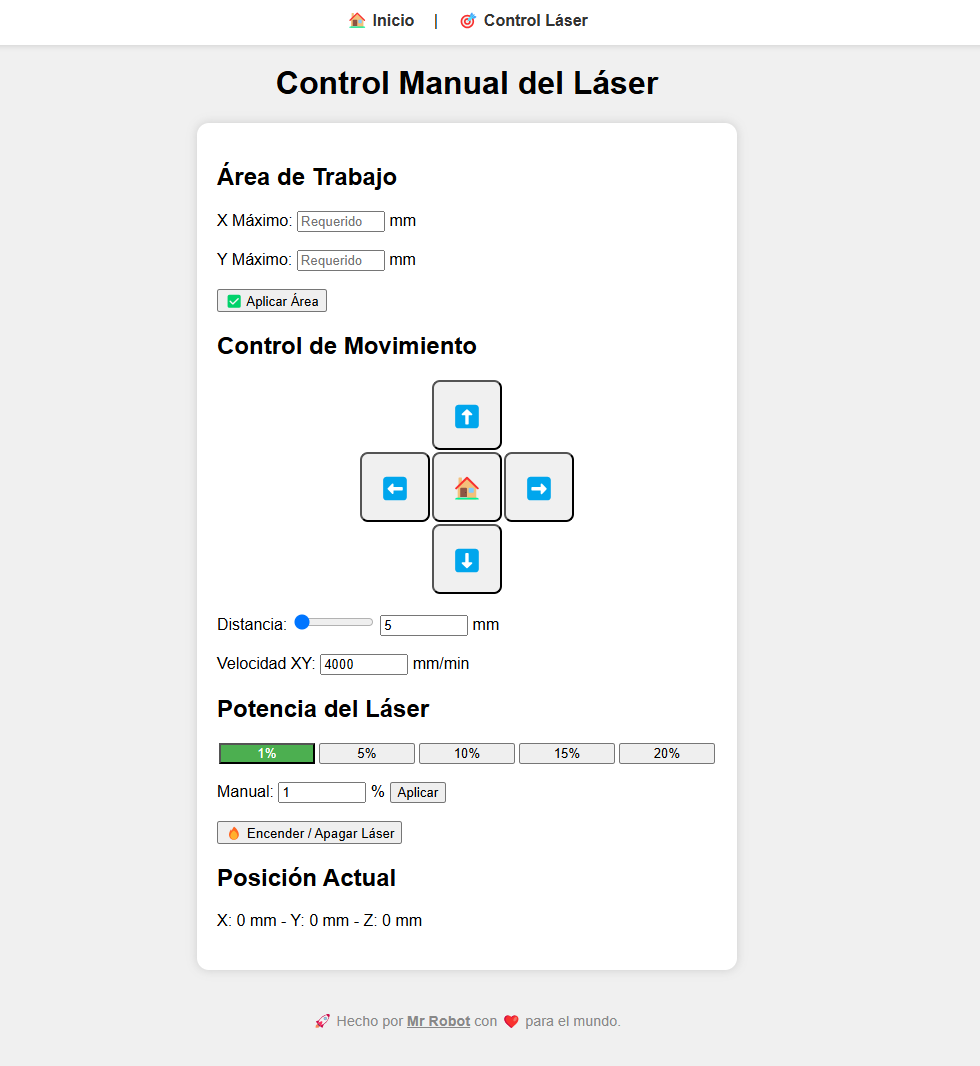 Inicio | Control Láser
Control Manual del Láser
Área de Trabajo
X Máximo: Requerido mm
Y Máximo: Requerido mm
Aplicar Área
Control de Movimiento
Distancia: 5 mm
Velocidad XY: 4000 mm/min
Potencia del Láser
1% 5% 10% 15% 20%
Manual: 1 % Aplicar
Encender / Apagar Láser
Posición Actual
X: 0 mm - Y: 0 mm - Z: 0 mm
Hecho por Mr Robot con ❤️ para el mundo.